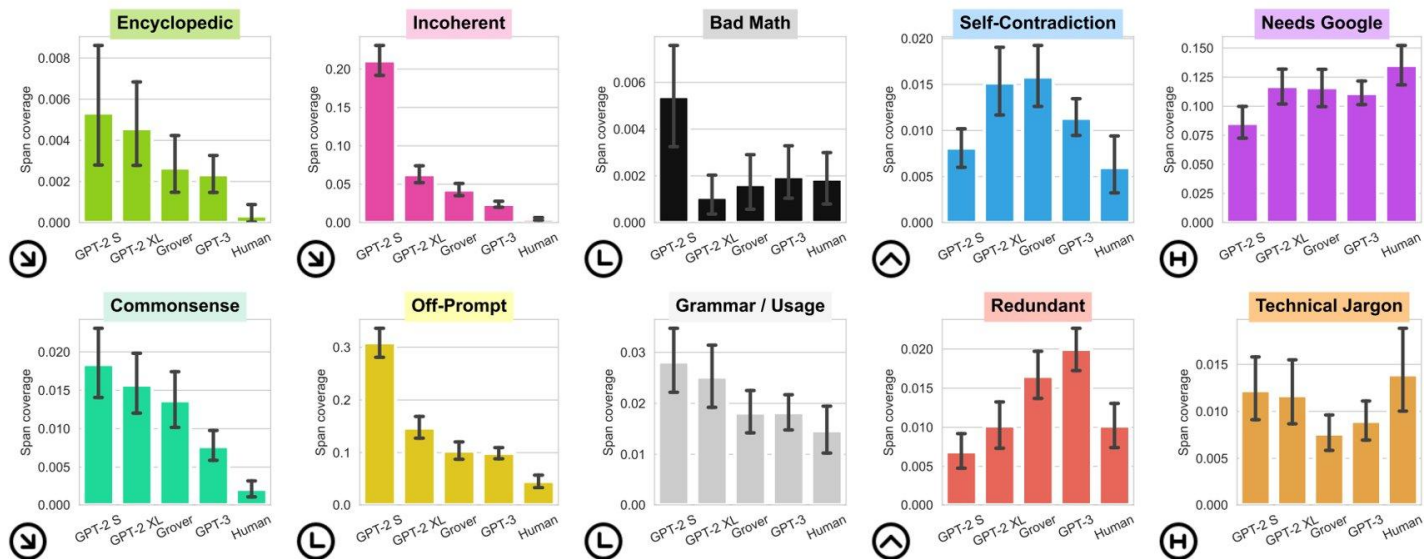 Encyclopedic
Span coverage
0.008
0.006
0.004
0.002
0.000
GPT-2 S
GPT-2 XL
Grover
GPT-3
Human
Incoherent
Span coverage
0.20
0.15
0.10
0.05
0.00
GPT-2 S
GPT-2 XL
Grover
GPT-3
Human
Bad Math
Span coverage
0.006
0.004
0.002
0.000
GPT-2 S
GPT-2 XL
Grover
GPT-3
Human
Self-Contradiction
Span coverage
0.020
0.015
0.010
0.005
0.000
GPT-2 S
GPT-2 XL
Grover
GPT-3
Human
Needs Google
Span coverage
0.150
0.125
0.100
0.075
0.050
0.025
0.000
GPT-2 S
GPT-2 XL
Grover
GPT-3
Human
Commonsense
Span coverage
0.020
0.015
0.010
0.005
0.000
GPT-2 S
GPT-2 XL
Grover
GPT-3
Human
Off-Prompt
Span coverage
0.3
0.2
0.1
0.0
GPT-2 S
GPT-2 XL
Grover
GPT-3
Human
Grammar / Usage
Span coverage
0.03
0.02
0.01
0.00
GPT-2 S
GPT-2 XL
Grover
GPT-3
Human
Redundant
Span coverage
0.020
0.015
0.010
0.005
0.000
GPT-2 S
GPT-2 XL
Grover
GPT-3
Human
Technical Jargon
Span coverage
0.015
0.010
0.005
0.000
GPT-2 S
GPT-2 XL
Grover
GPT-3
Human